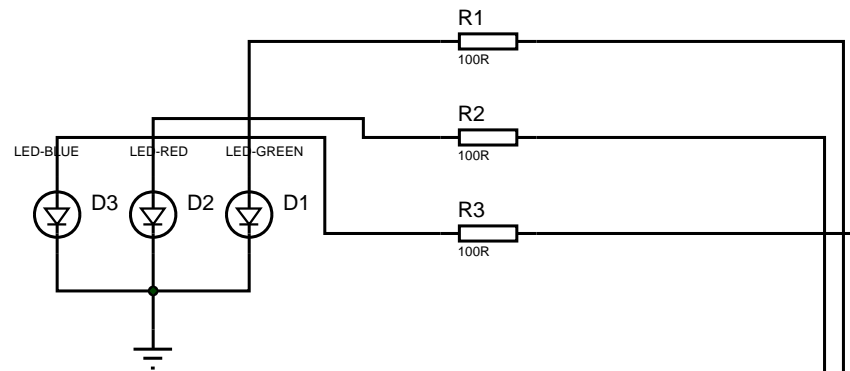 R1
100R
R2
100R
LED-BLUE
LED-RED
LED-GREEN
D3
D2
D1
R3
100R